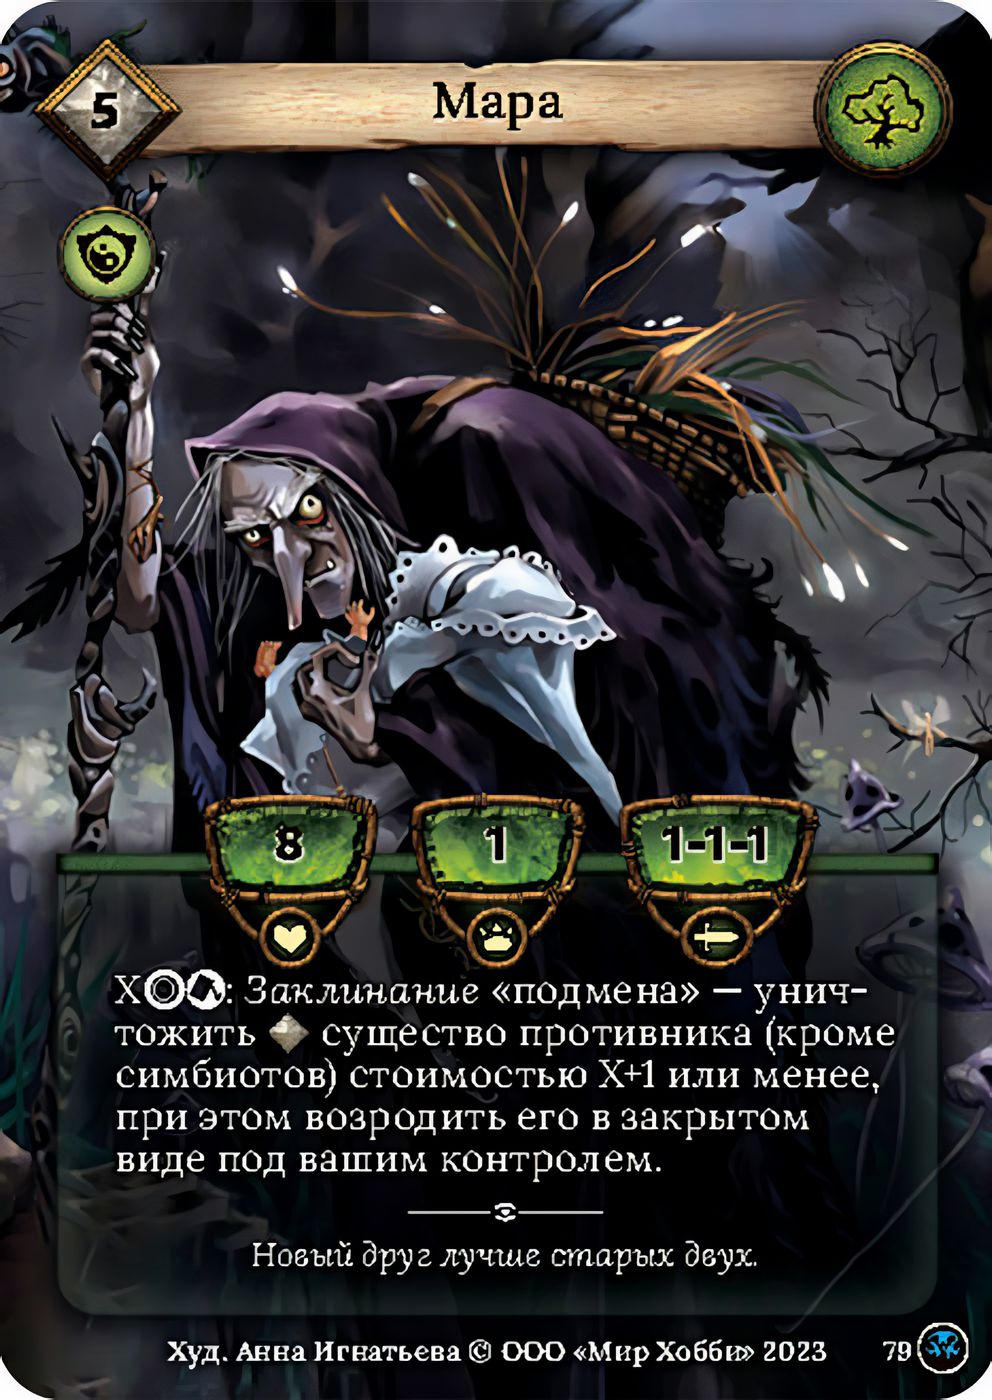 5
Мара
8
1
1-1-1
X: Заклинание «подмена» — унич-
тожить существо противника (кроме
симбиотов) стоимостью X+1 или менее,
при этом возродить его в закрытом
виде под вашим контролем.
Новый друг лучше старых двух.
Худ. Анна Игнатьева © ООО «Мир Хобби» 2023
79